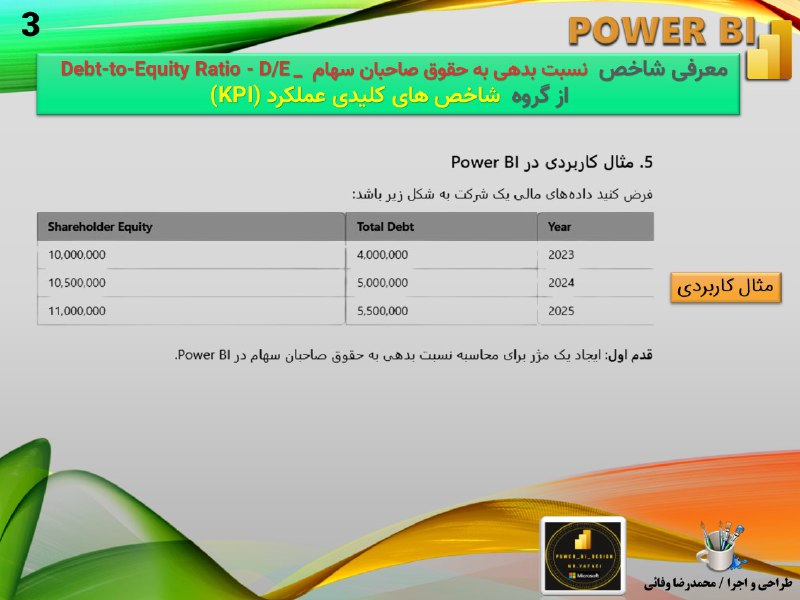 3
POWER BI
معرفی شاخص نسبت بدهی به حقوق صاحبان سهام _ Debt-to-Equity Ratio - D/E
از گروه شاخص های کلیدی عملکرد (KPI)
5. مثال کاربردی در Power BI
فرض کنید داده‌های مالی یک شرکت به شکل زیر باشد:
Shareholder Equity Total Debt Year
10,000,000 4,000,000 2023
10,500,000 5,000,000 2024
11,000,000 5,500,000 2025
مثال کاربردی
قدم اول: ایجاد یک مژر برای محاسبه نسبت بدهی به حقوق صاحبان سهام در Power BI.
POWER_BI_DESIGN
MR.VAFAEI
Microsoft
طراحی و اجرا / محمدرضا وفائی